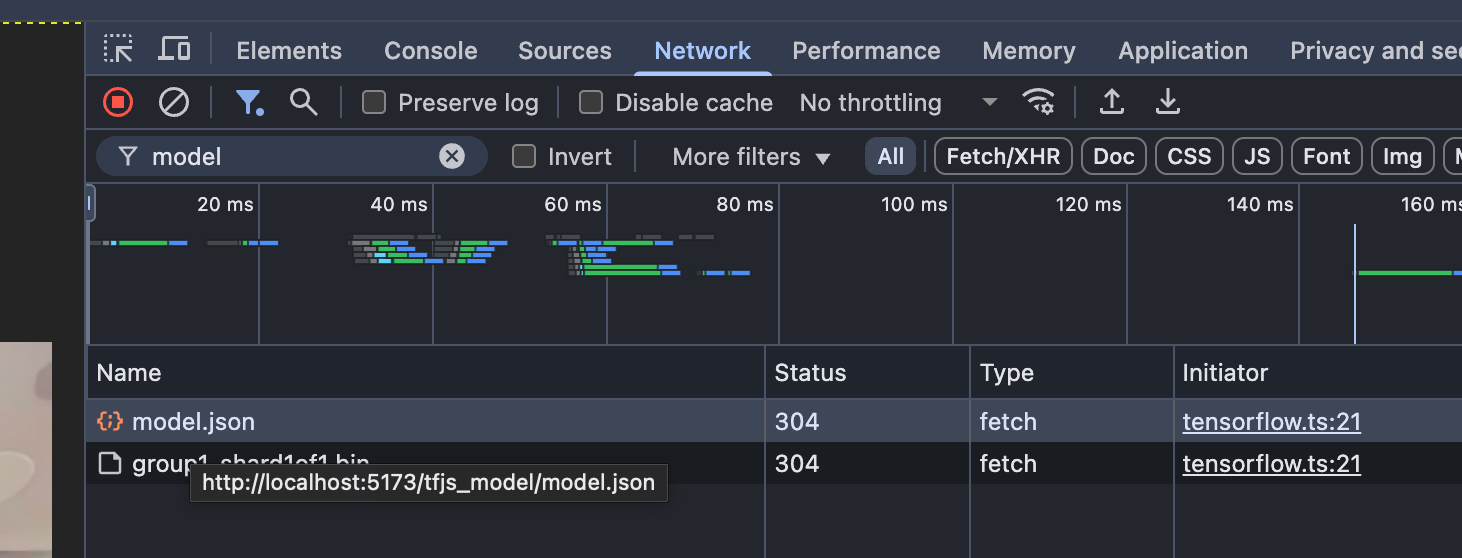 Elements Console Sources Network Performance Memory Application Privacy and se
Preserve log Disable cache No throttling
model Invert More filters All Fetch/XHR Doc CSS JS Font Img
20 ms 40 ms 60 ms 80 ms 100 ms 120 ms 140 ms 160 ms
Name Status Type Initiator
model.json 304 fetch tensorflow.ts:21
group1_shard1of1.bin 304 fetch tensorflow.ts:21
http://localhost:5173/tfjs_model/model.json